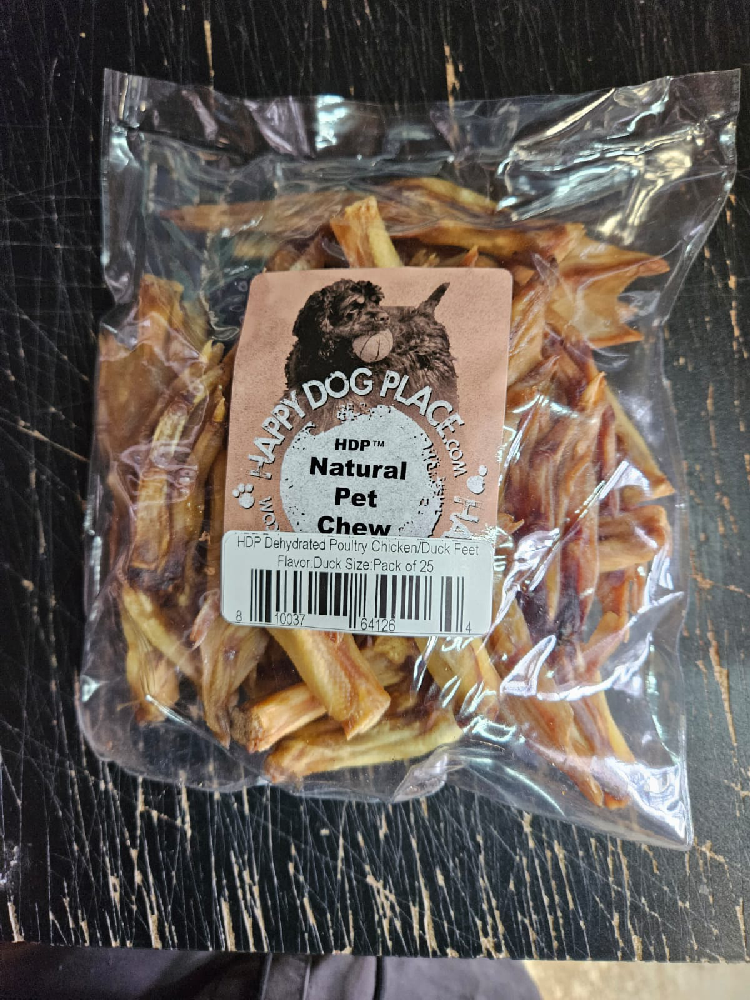 HAPPY DOG PLACE.com
HDP™
Natural
Pet
Chew
HDP Dehydrated Poultry Chicken/Duck Feet
Flavor:Duck Size:Pack of 25
8 10037 64126 4